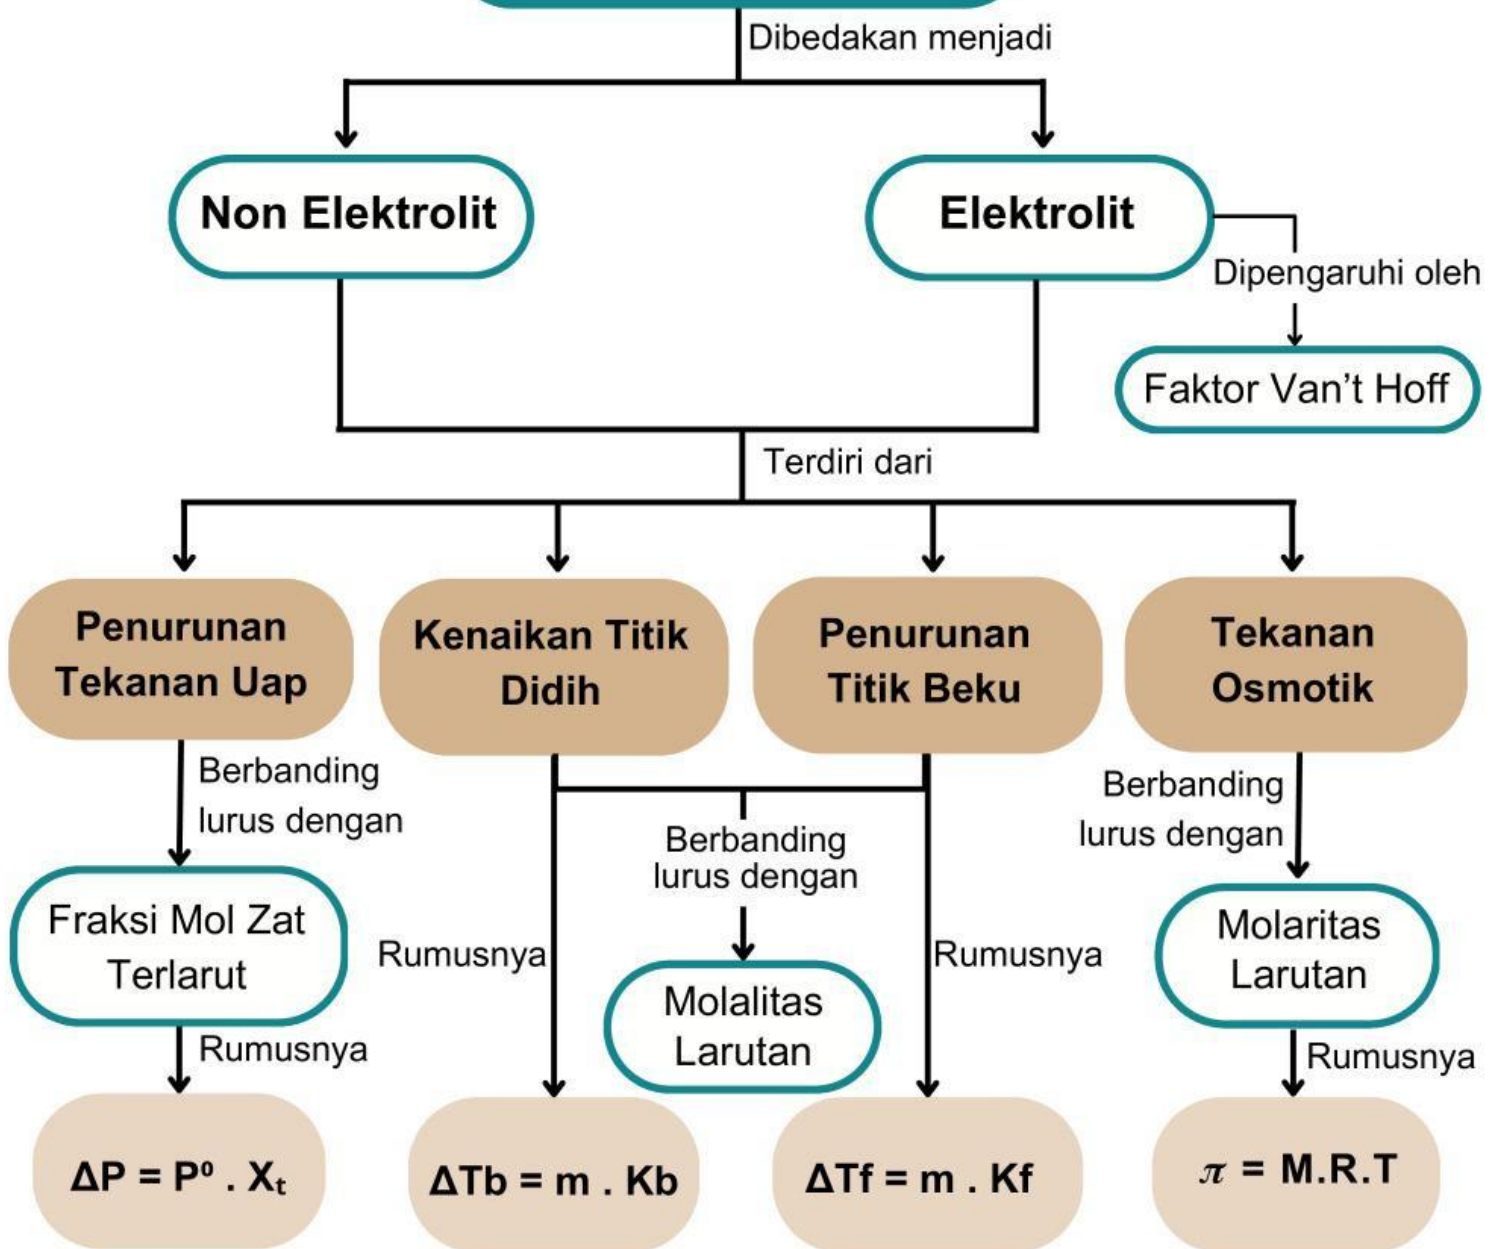 Dibedakan menjadi
Non Elektrolit
Elektrolit
Dipengaruhi oleh
Faktor Van't Hoff
Terdiri dari
Penurunan
Tekanan Uap
Kenaikan Titik
Didih
Penurunan
Titik Beku
Tekanan
Osmotik
Berbanding
lurus dengan
Berbanding
lurus dengan
Berbanding
lurus dengan
Fraksi Mol Zat
Terlarut
Rumusnya
Molalitas
Larutan
Rumusnya
Molaritas
Larutan
Rumusnya
Rumusnya
ΔP = P⁰ . Xₜ
ΔTb = m . Kb
ΔTf = m . Kf
π = M.R.T